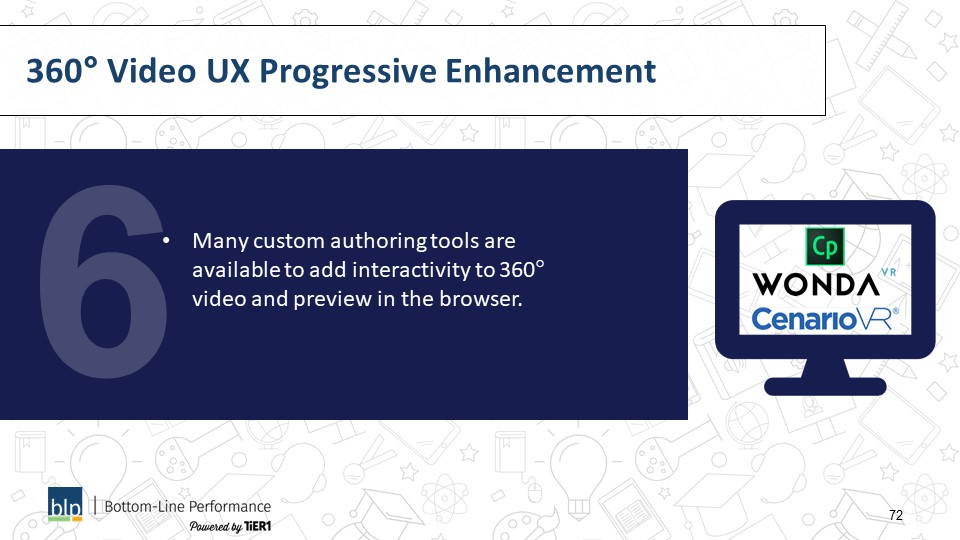 360° Video UX Progressive Enhancement
6
• Many custom authoring tools are
available to add interactivity to 360°
video and preview in the browser.
Cp
WONDA VR
CenarioVR®
blp | Bottom-Line Performance
Powered by TiER1
72